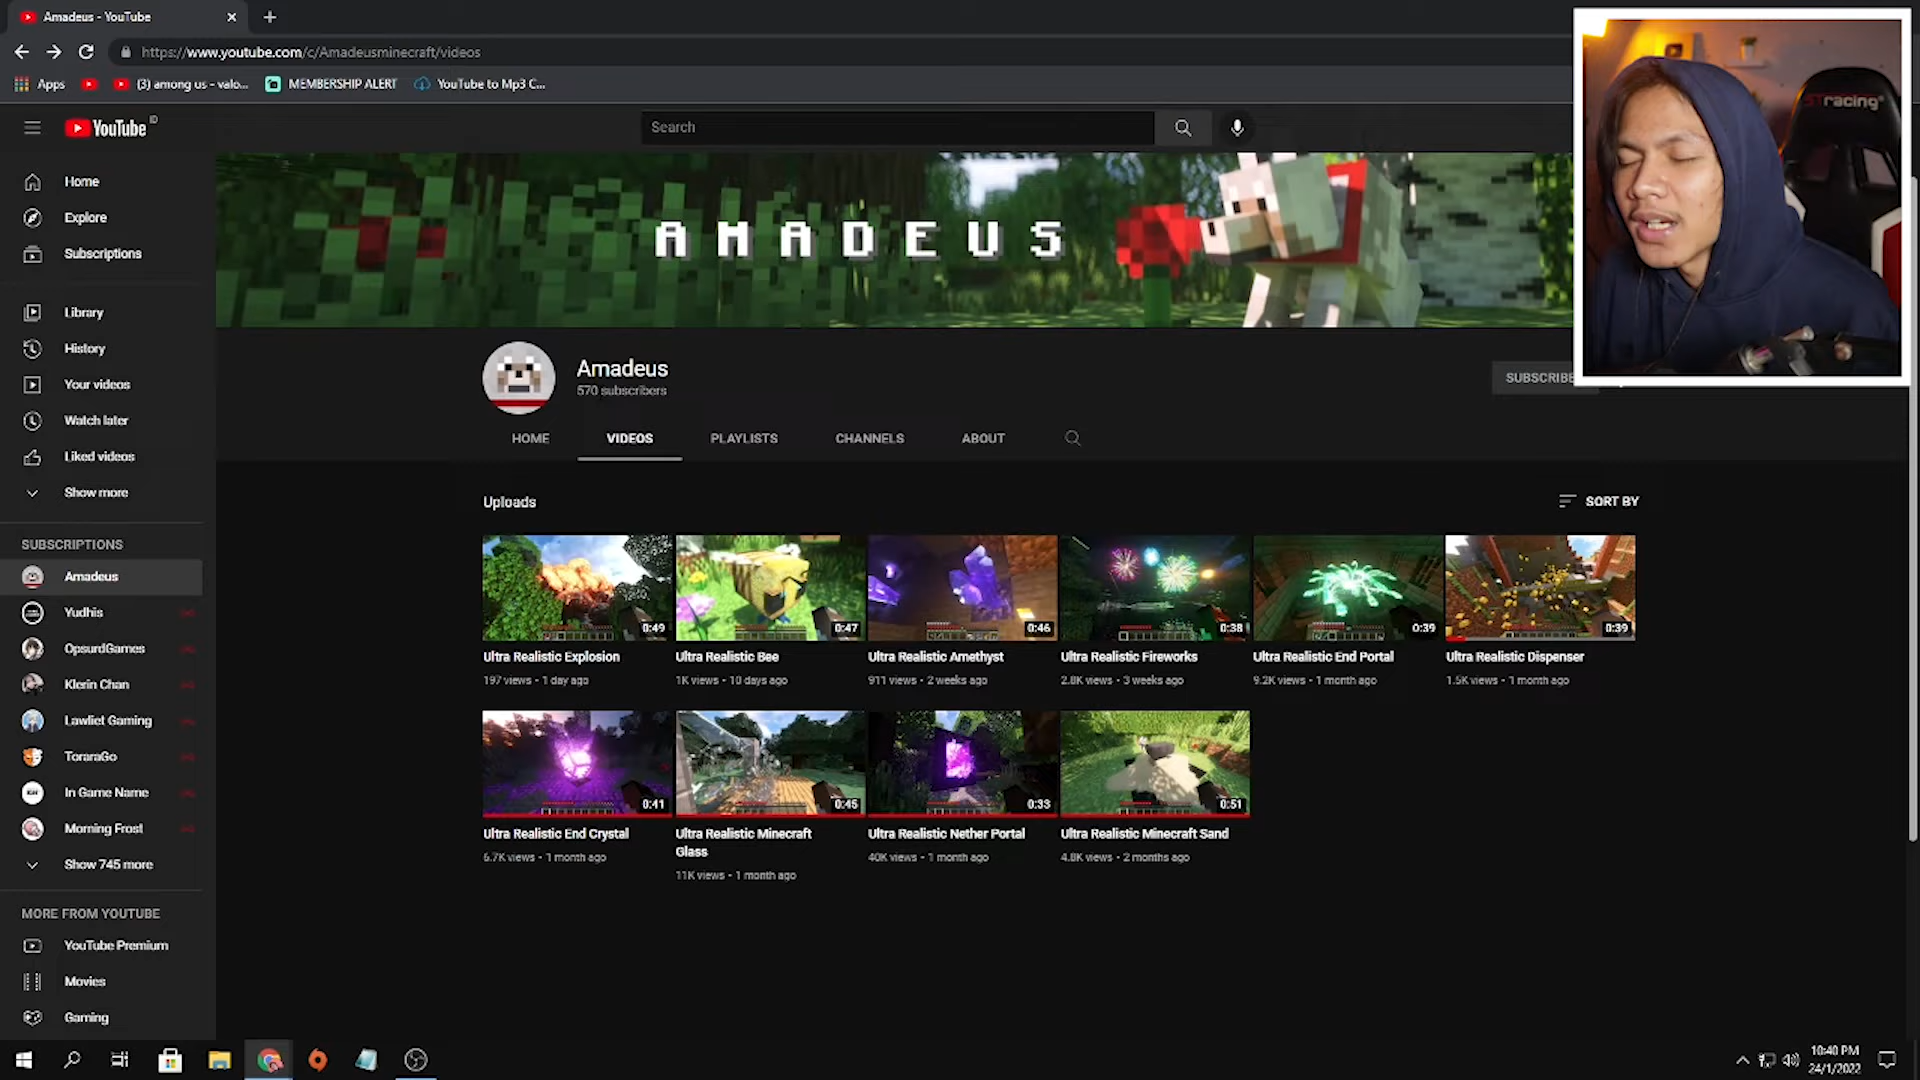 Amadeus - YouTube
https://www.youtube.com/c/Amadeusminecraft/videos
Apps
(3) among us - valo...
MEMBERSHIP ALERT
YouTube to Mp3 C...
YouTube ID
Search
Home
Explore
Subscriptions
Library
History
Your videos
Watch later
Liked videos
Show more
SUBSCRIPTIONS
Amadeus
Yudhis
OpsurdGames
Klerin Chan
Lawliet Gaming
ToraraGo
In Game Name
Morning Frost
Show 745 more
MORE FROM YOUTUBE
YouTube Premium
Movies
Gaming
AMADEUS
Amadeus
570 subscribers
SUBSCRIBE
HOME
VIDEOS
PLAYLISTS
CHANNELS
ABOUT
Uploads
SORT BY
0:49
Ultra Realistic Explosion
197 views • 1 day ago
0:47
Ultra Realistic Bee
1K views • 10 days ago
0:46
Ultra Realistic Amethyst
911 views • 2 weeks ago
0:38
Ultra Realistic Fireworks
2.8K views • 3 weeks ago
0:39
Ultra Realistic End Portal
9.2K views • 1 month ago
0:39
Ultra Realistic Dispenser
1.5K views • 1 month ago
0:41
Ultra Realistic End Crystal
6.7K views • 1 month ago
0:45
Ultra Realistic Minecraft
Glass
11K views • 1 month ago
0:33
Ultra Realistic Nether Portal
40K views • 1 month ago
0:51
Ultra Realistic Minecraft Sand
4.8K views • 2 months ago
racing
10:40 PM
24/1/2022